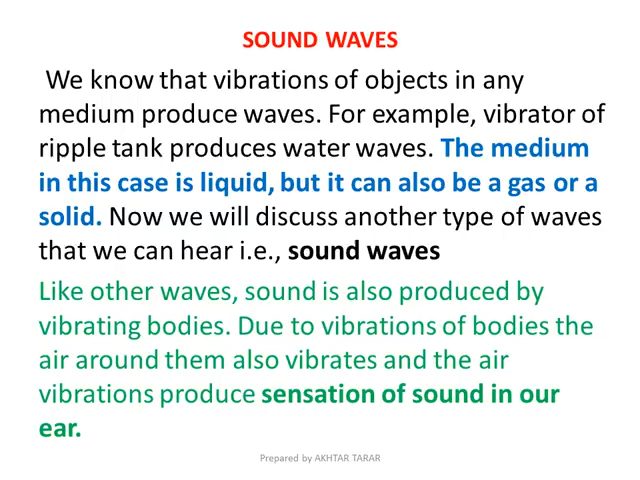 SOUND WAVES
We know that vibrations of objects in any
medium produce waves. For example, vibrator of
ripple tank produces water waves. The medium
in this case is liquid, but it can also be a gas or a
solid. Now we will discuss another type of waves
that we can hear i.e., sound waves
Like other waves, sound is also produced by
vibrating bodies. Due to vibrations of bodies the
air around them also vibrates and the air
vibrations produce sensation of sound in our
ear.
Prepared by AKHTAR TARAR